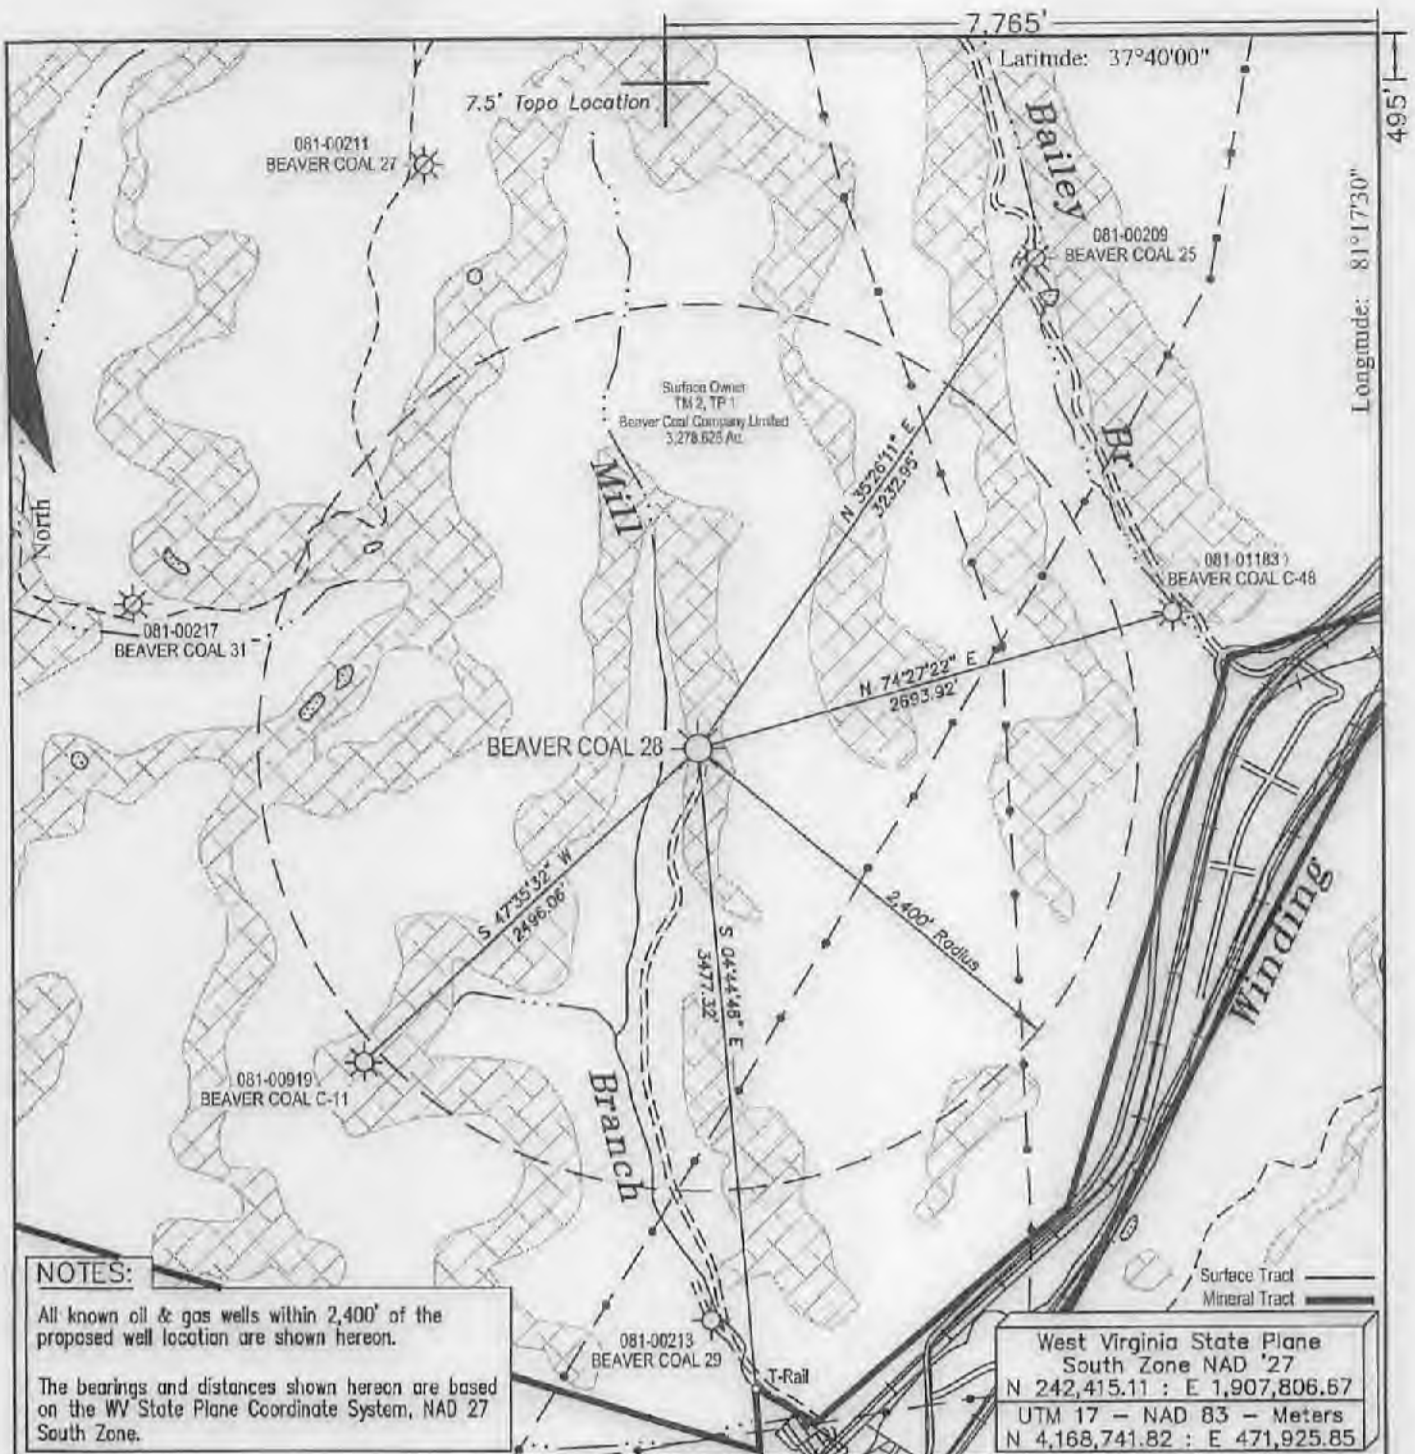 7,765'
Latitude: 37°40'00"
495'
7.5' Topo Location
Longitude: 81°17'30"
081-00211
BEAVER COAL 27
Bailey
081-00209
BEAVER COAL 25
Surface Owner
TM 2, TP 1
Beaver Coal Company Limited
3,278.625 Ac.
Mill
Br
N 35°26'11" E
3232.95'
North
081-01183
BEAVER COAL C-48
081-00217
BEAVER COAL 31
N 74°27'22" E
2693.92'
BEAVER COAL 28
S 47°35'32" W
2496.06'
2,400' Radius
Winding
S 04°44'48" E
3477.32'
081-00919
BEAVER COAL C-11
Branch
NOTES:
All known oil & gas wells within 2,400' of the
proposed well location are shown hereon.
The bearings and distances shown hereon are based
on the WV State Plane Coordinate System, NAD 27
South Zone.
081-00213
BEAVER COAL 29
T-Rail
Surface Tract
Mineral Tract
West Virginia State Plane
South Zone NAD '27
N 242,415.11 : E 1,907,806.67
UTM 17 – NAD 83 – Meters
N 4,168,741.82 : E 471,925.85